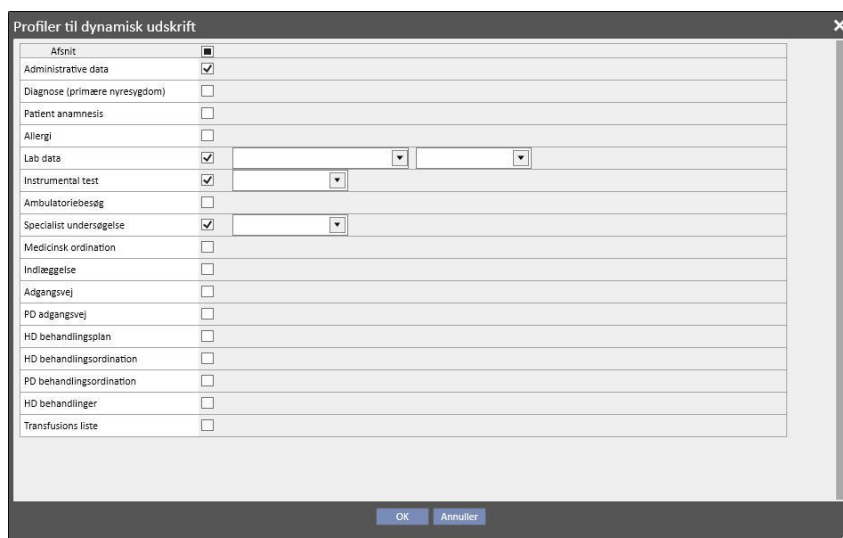 Profiler til dynamisk udskrift
Afsnit
Administrative data
Diagnose (primære nyresygdom)
Patient anamnesis
Allergi
Lab data
Instrumental test
Ambulatoriebesøg
Specialist undersøgelse
Medicinsk ordination
Indlæggelse
Adgangsvej
PD adgangsvej
HD behandlingsplan
HD behandlingsordination
PD behandlingsordination
HD behandlinger
Transfusions liste
OK Annuller